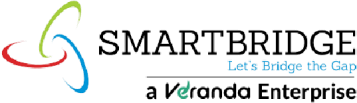 SMARTBRIDGE
Let's Bridge the Gap
a Veranda Enterprise